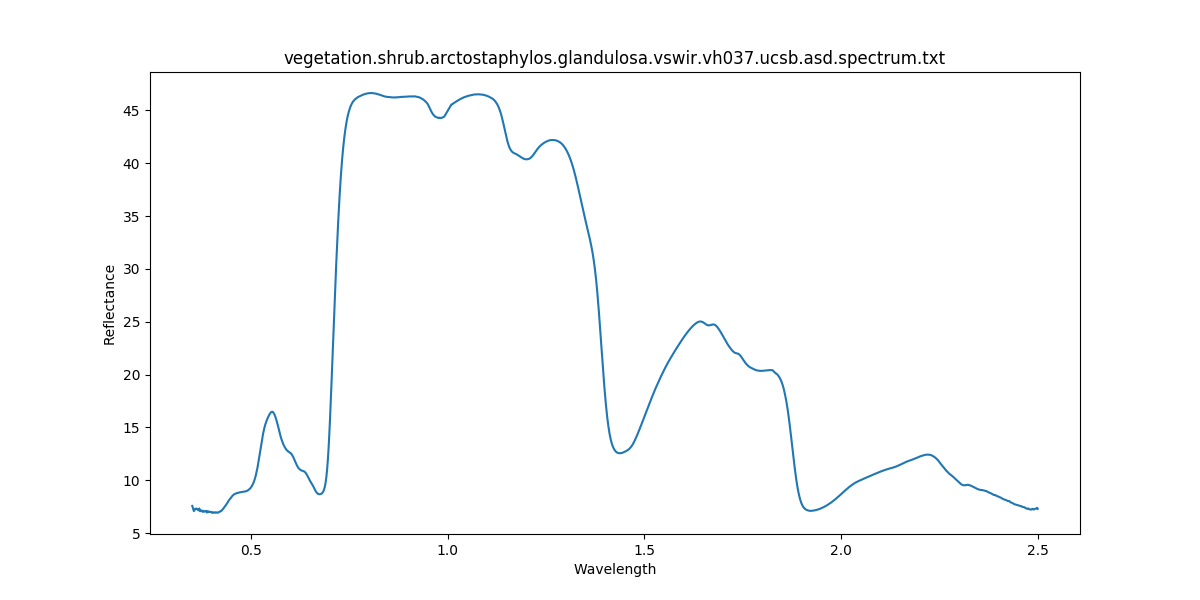 vegetation.shrub.arctostaphylos.glandulosa.vswir.vh037.ucsb.asd.spectrum.txt
45
40
35
30
25
20
15
10
5
Reflectance
0.5 1.0 1.5 2.0 2.5
Wavelength